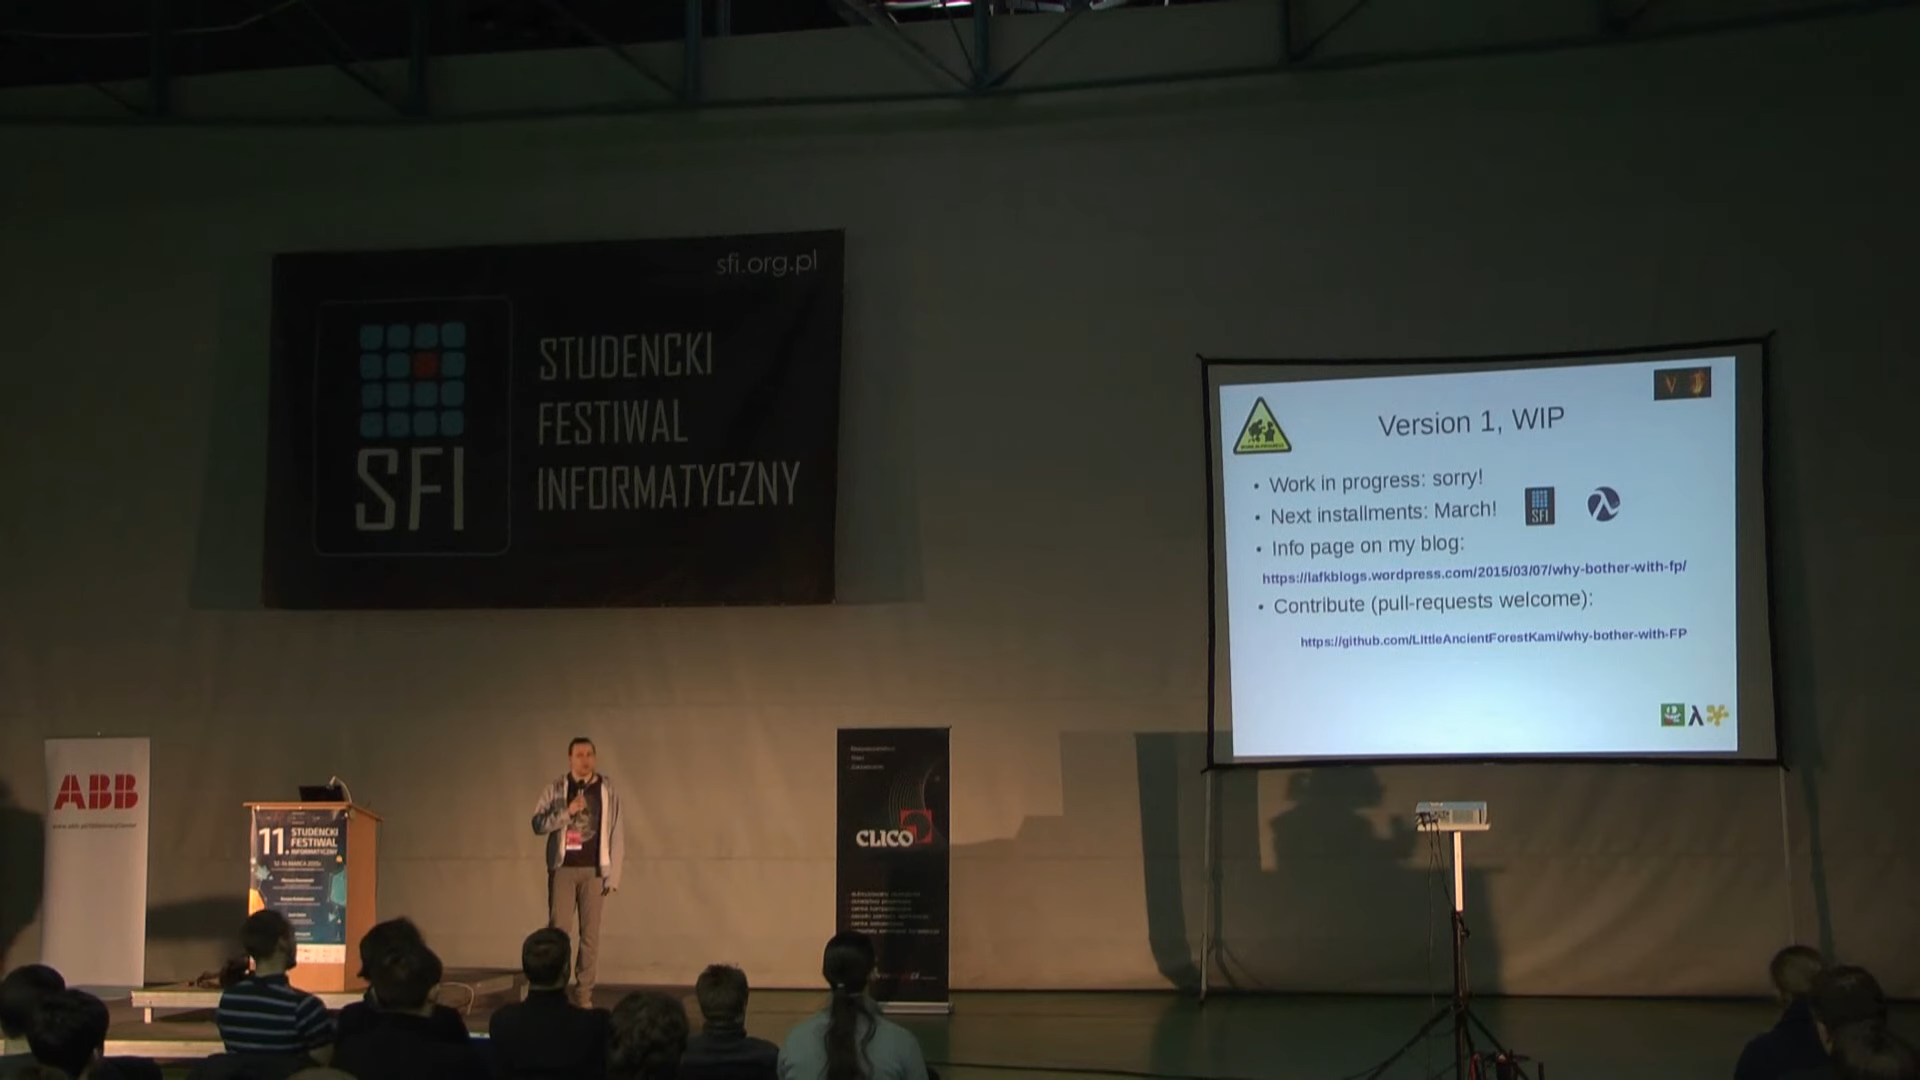 sfi.org.pl
STUDENCKI
FESTIWAL
INFORMATYCZNY
SFI
V
Version 1, WIP
• Work in progress: sorry!
• Next installments: March!
SFI
• Info page on my blog:
https://lafkblogs.wordpress.com/2015/03/07/why-bother-with-fp/
• Contribute (pull-requests welcome):
https://github.com/LIttleAncientForestKami/why-bother-with-FP
λ
ABB
11.
STUDENCKI
FESTIWAL
INFORMATYCZNY
CLICO